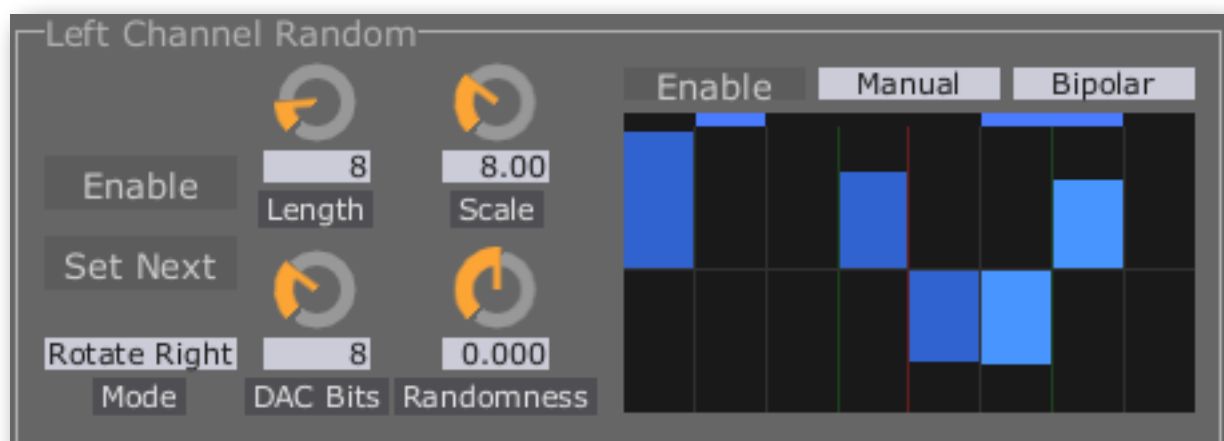 Left Channel Random
Enable Manual Bipolar
8 8.00
Enable
Length Scale
Set Next
Rotate Right 8 0.000
Mode DAC Bits Randomness